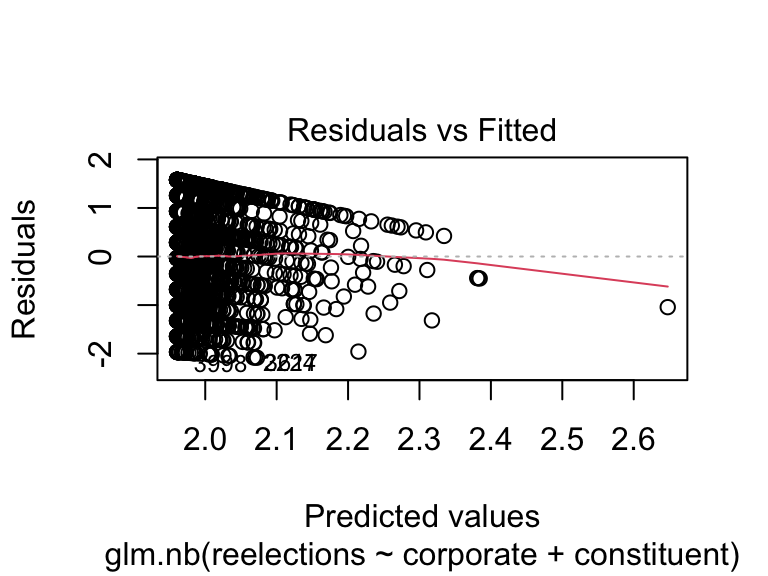 Residuals vs Fitted
Residuals
2
1
0
-2
3998
2.0 2.1 2.2 2.3 2.4 2.5 2.6
Predicted values
glm.nb(reelections ~ corporate + constituent)